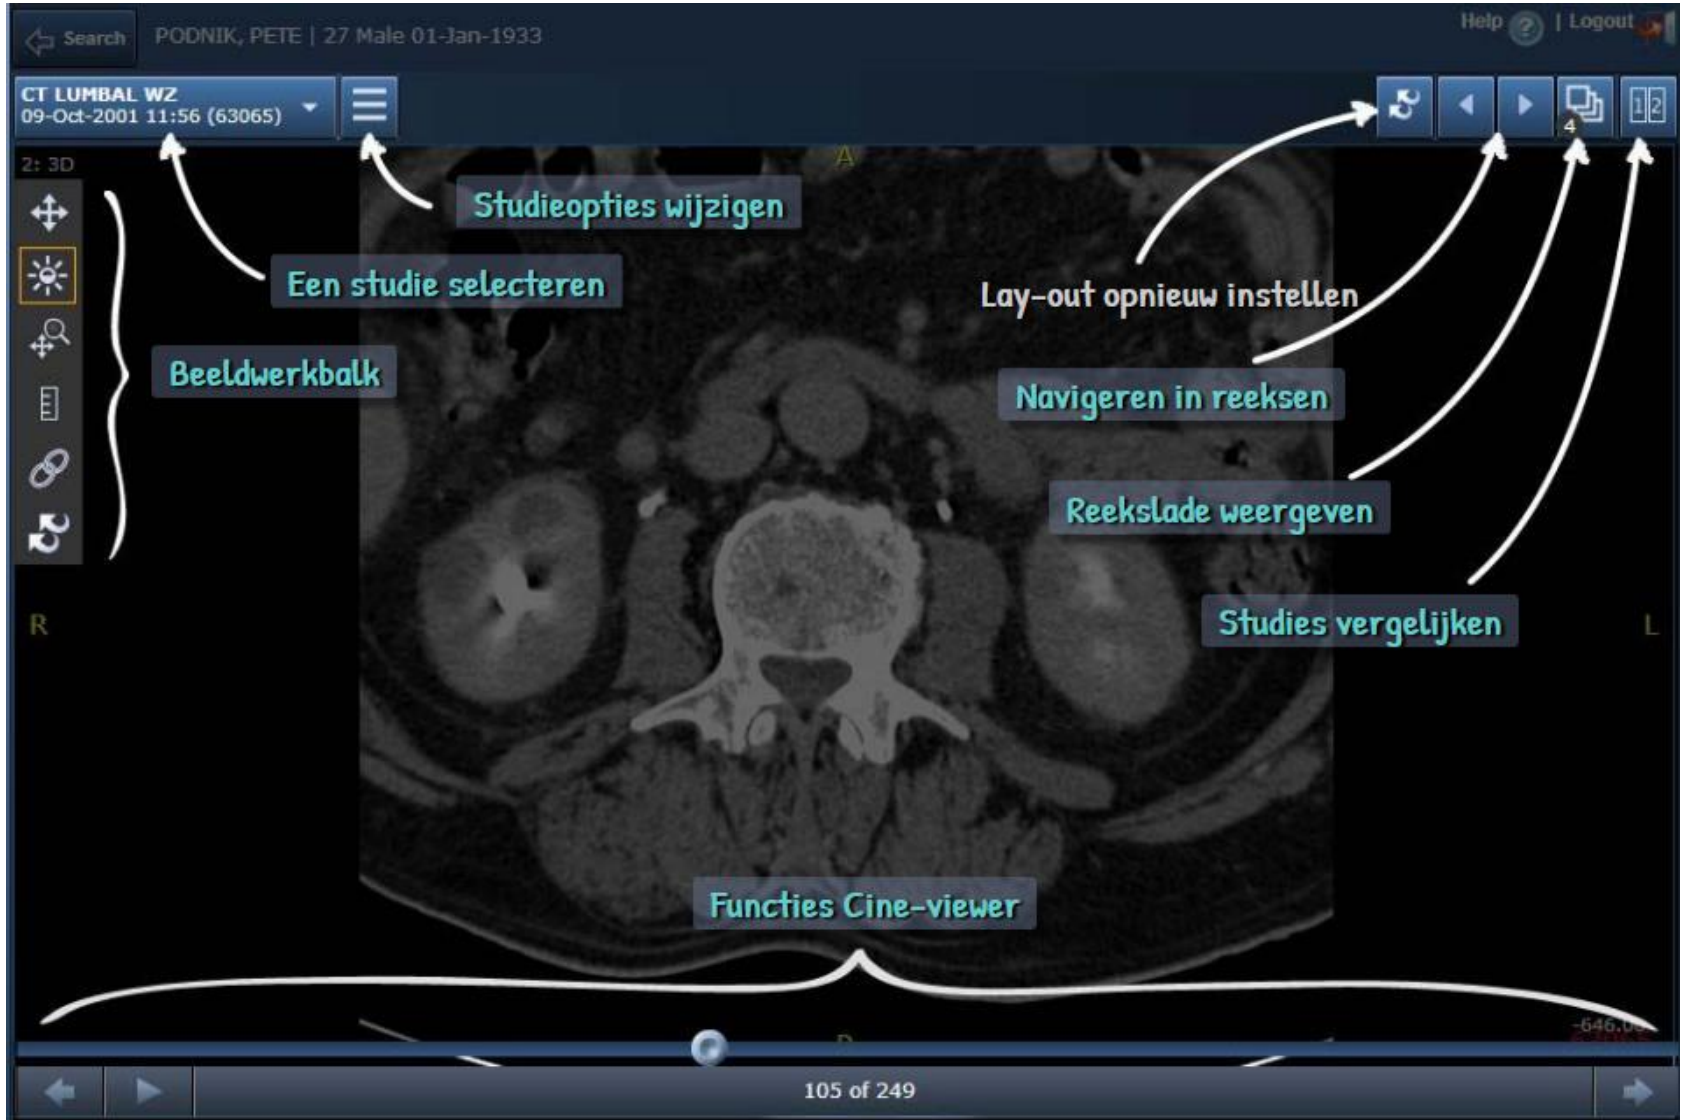 Search
PODNIK, PETE | 27 Male 01-Jan-1933
Help ? | Logout
CT LUMBAL WZ
09-Oct-2001 11:56 (63065)
4
1 2
2: 3D
A
Studieopties wijzigen
Een studie selecteren
Lay-out opnieuw instellen
Beeldwerkbalk
Navigeren in reeksen
Reekslade weergeven
R
Studies vergelijken
L
Functies Cine-viewer
105 of 249